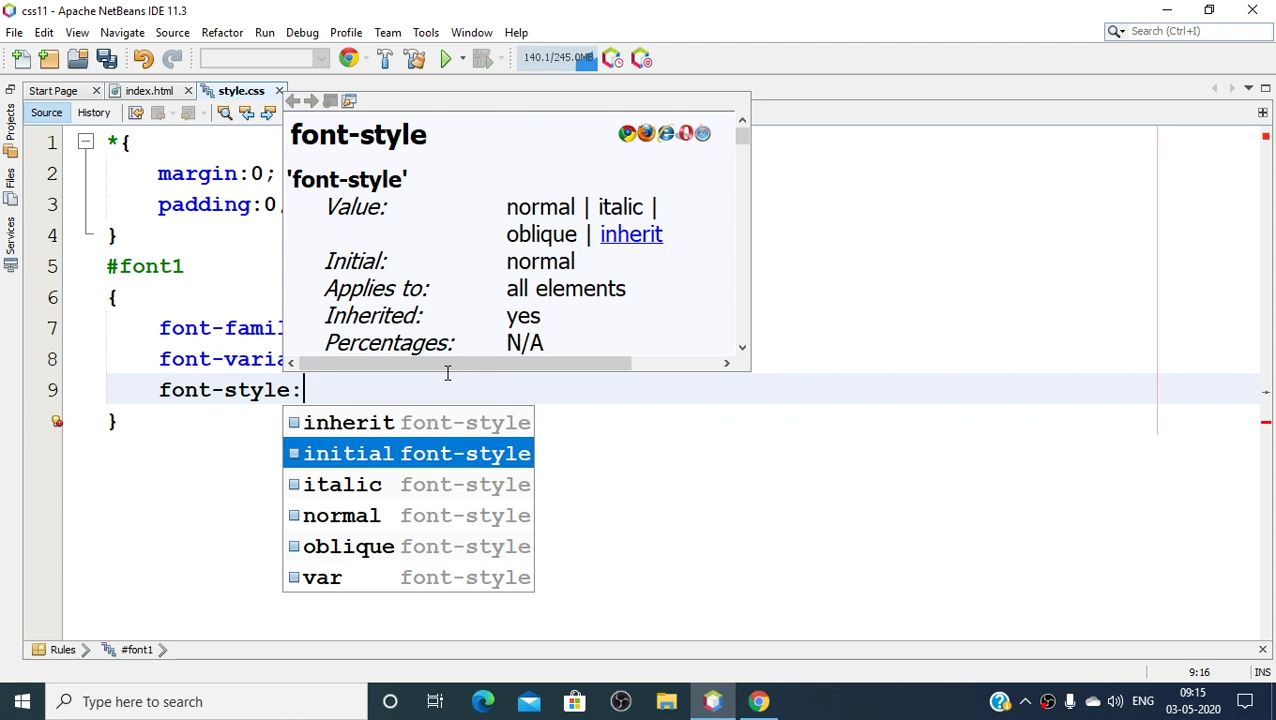 css11 - Apache NetBeans IDE 11.3
File Edit View Navigate Source Refactor Run Debug Profile Team Tools Window Help
Search (Ctrl+I)
140.1/245.0MB
Start Page index.html style.css
Source History
Projects
Files
Services
font-style
'font-style'
Value: normal | italic |
oblique | inherit
Initial: normal
Applies to: all elements
Inherited: yes
Percentages: N/A
1 *{
2 margin:0;
3 padding:0
4 }
5 #font1
6 {
7 font-famil
8 font-varia
9 font-style:
}
inherit font-style
initial font-style
italic font-style
normal font-style
oblique font-style
var font-style
Rules #font1
9:16 INS
Type here to search
ENG
09:15
03-05-2020